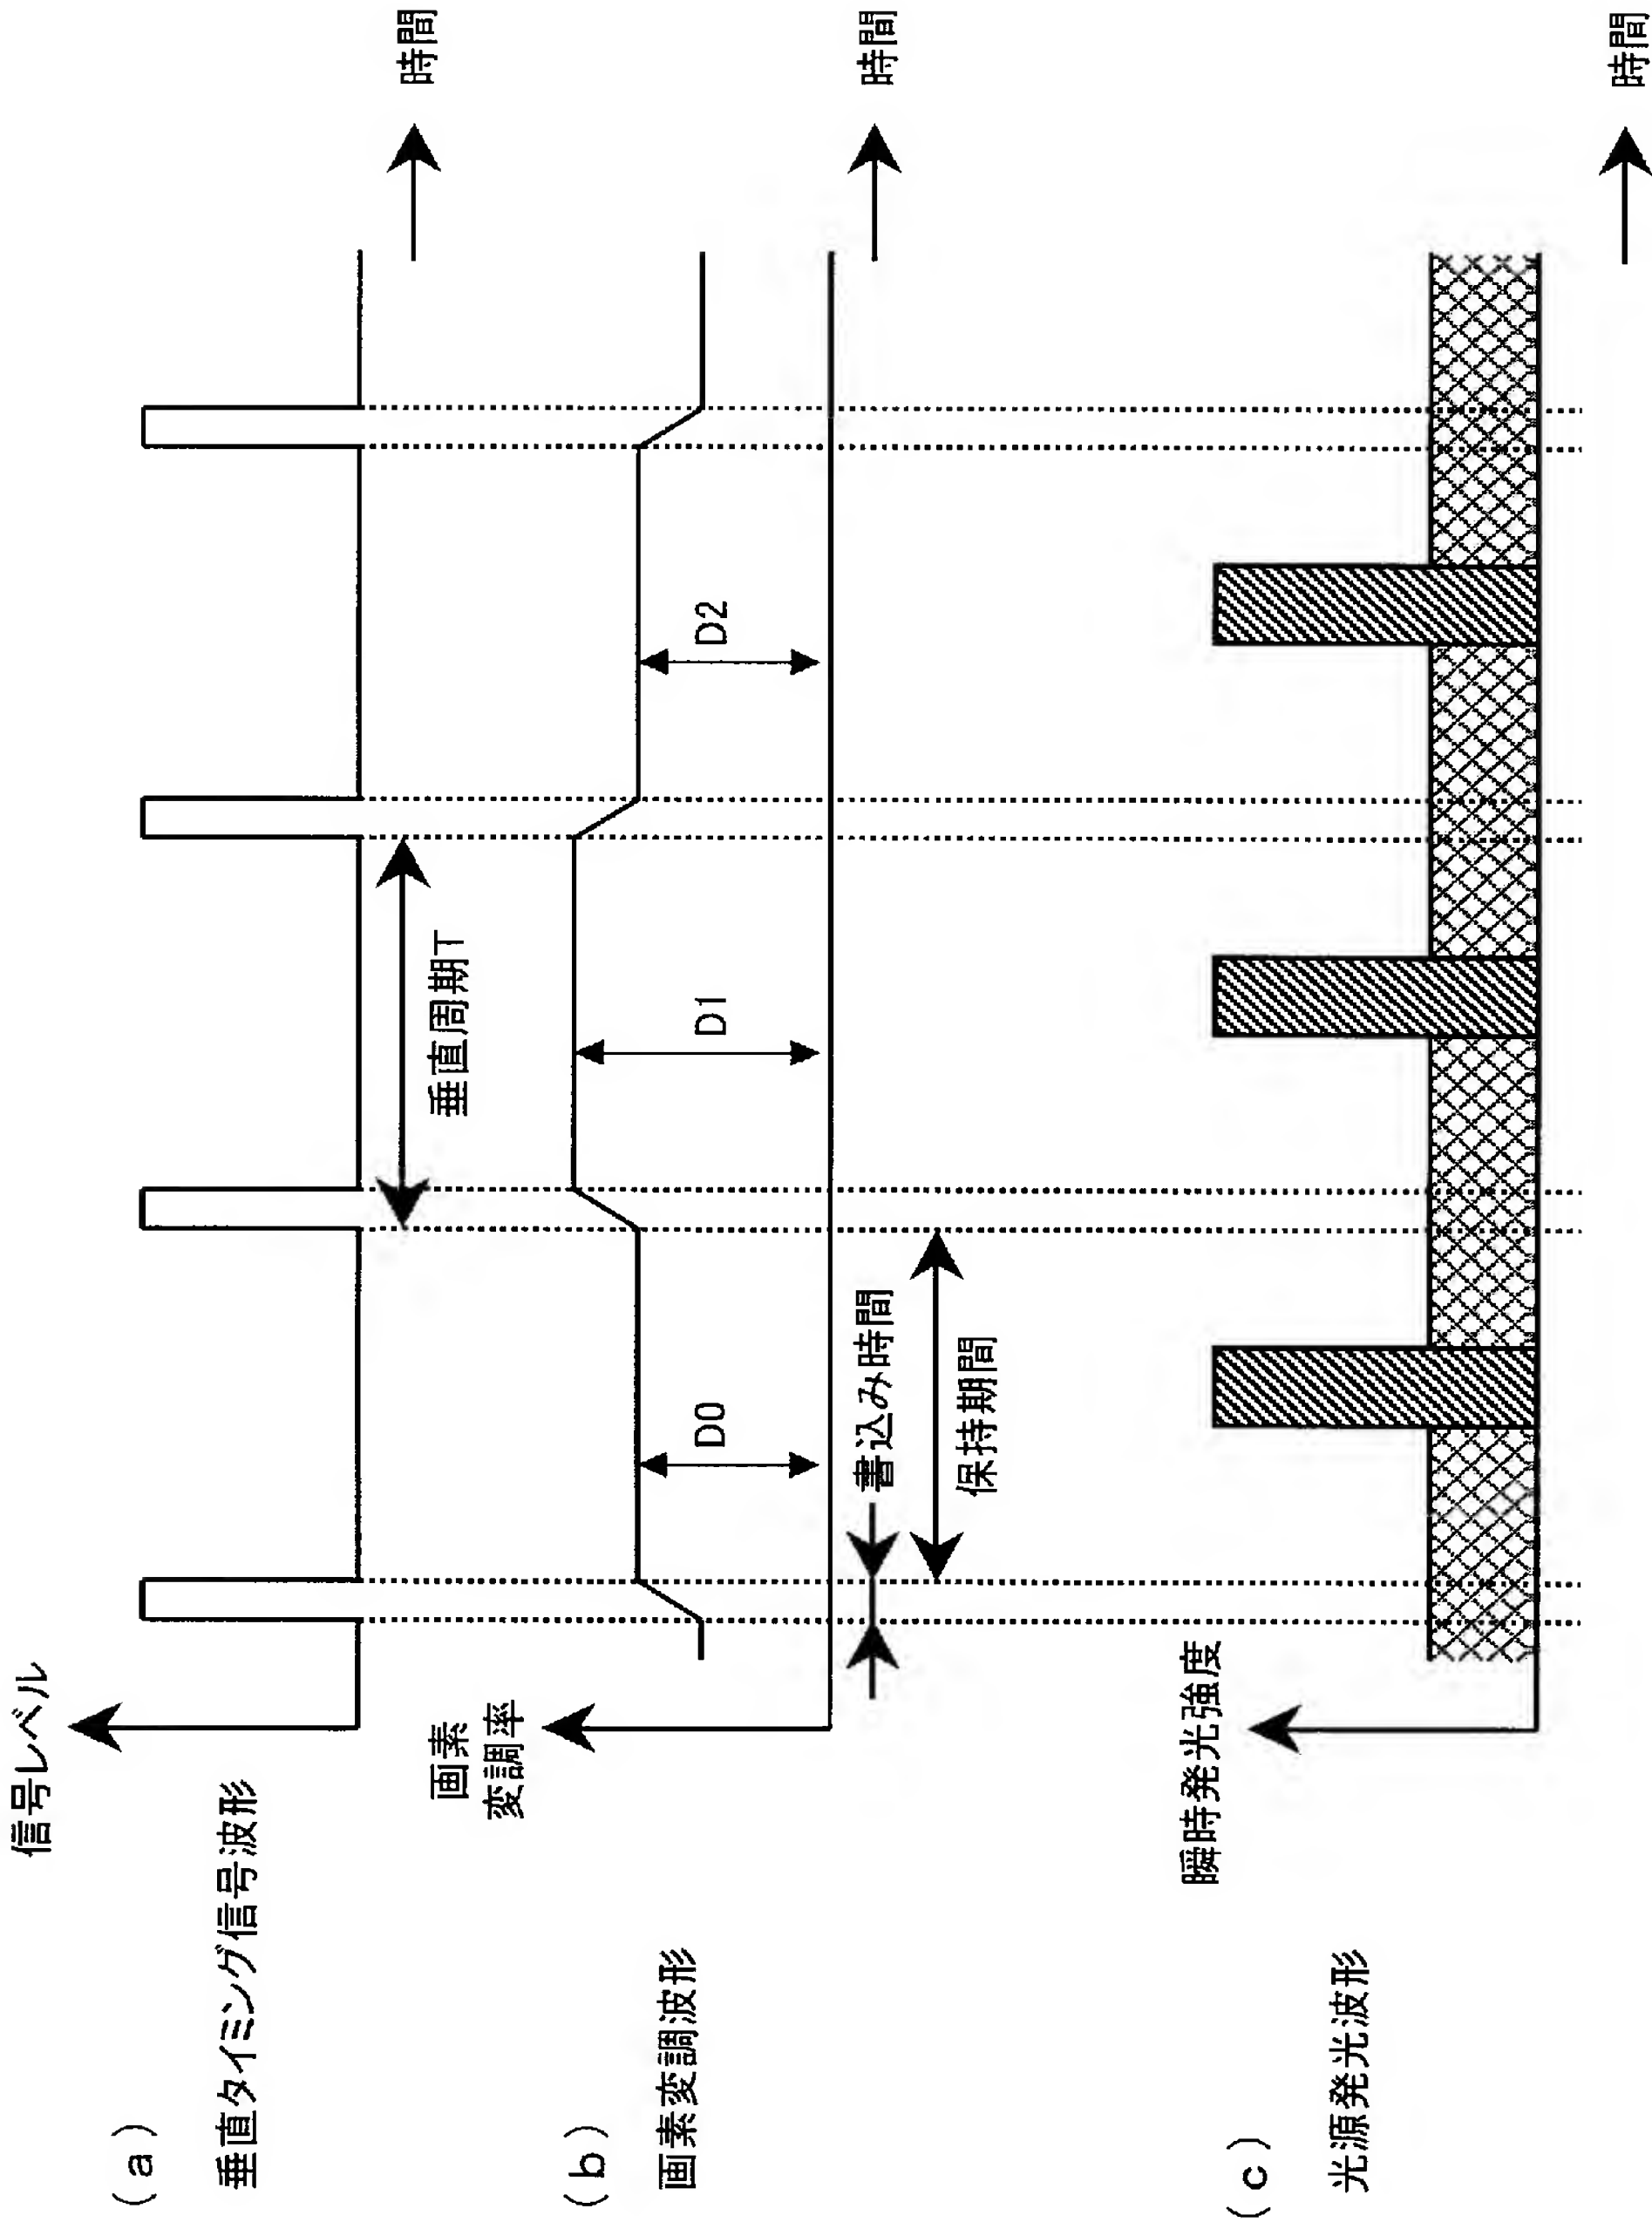 (a)
垂直タイミング信号波形
信号レベル
時間
垂直周期T
(b)
画素変調波形
画素
変調率
D0
D1
D2
時間
書込み時間
保持期間
(c)
光源発光波形
瞬時発光強度
時間